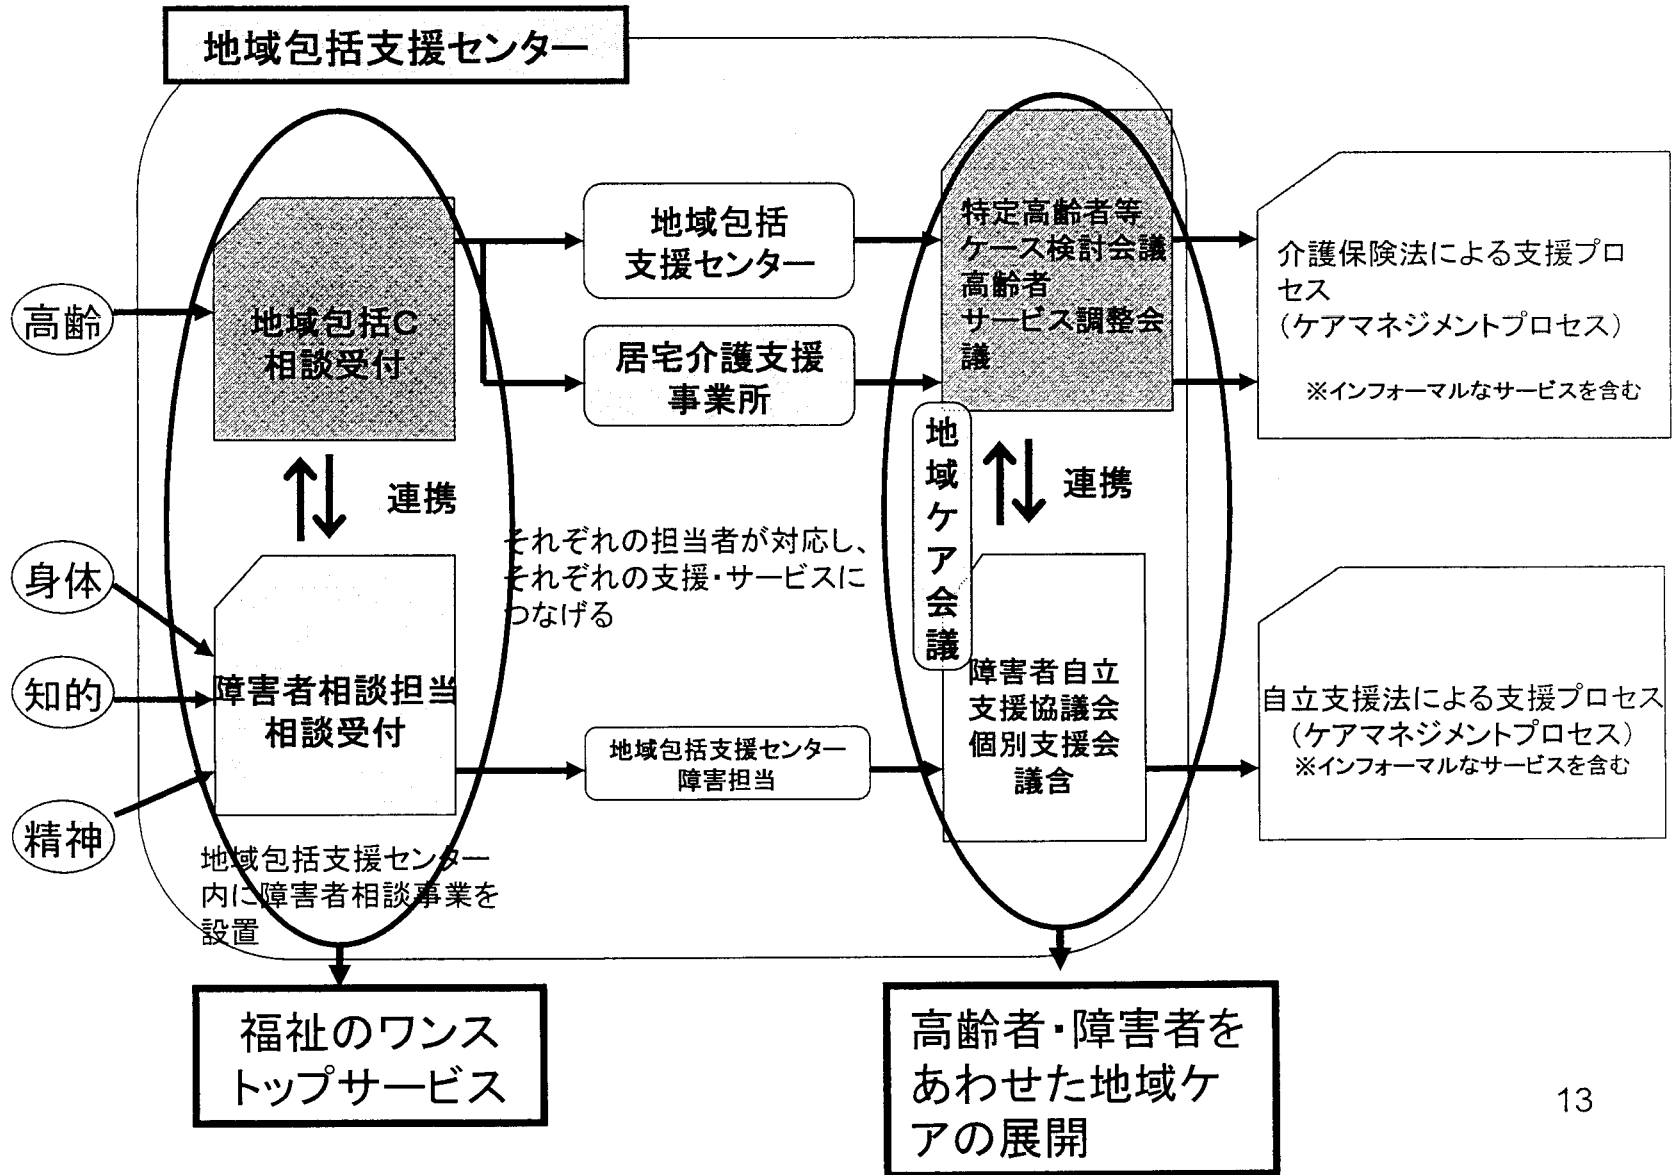 地域包括支援センター
高齢
地域包括C
相談受付
地域包括
支援センター
居宅介護支援
事業所
特定高齢者等
ケース検討会議
高齢者
サービス調整会
議
介護保険法による支援プロ
セス
(ケアマネジメントプロセス)
※インフォーマルなサービスを含む
連携
地域ケア会議
連携
それぞれの担当者が対応し、
それぞれの支援・サービスに
つなげる
身体
知的
精神
障害者相談担当
相談受付
地域包括支援センター
障害担当
障害者自立
支援協議会
個別支援会
議含
自立支援法による支援プロセス
(ケアマネジメントプロセス)
※インフォーマルなサービスを含む
地域包括支援センター
内に障害者相談事業を
設置
福祉のワンス
トップサービス
高齢者・障害者を
あわせた地域ケ
アの展開
13